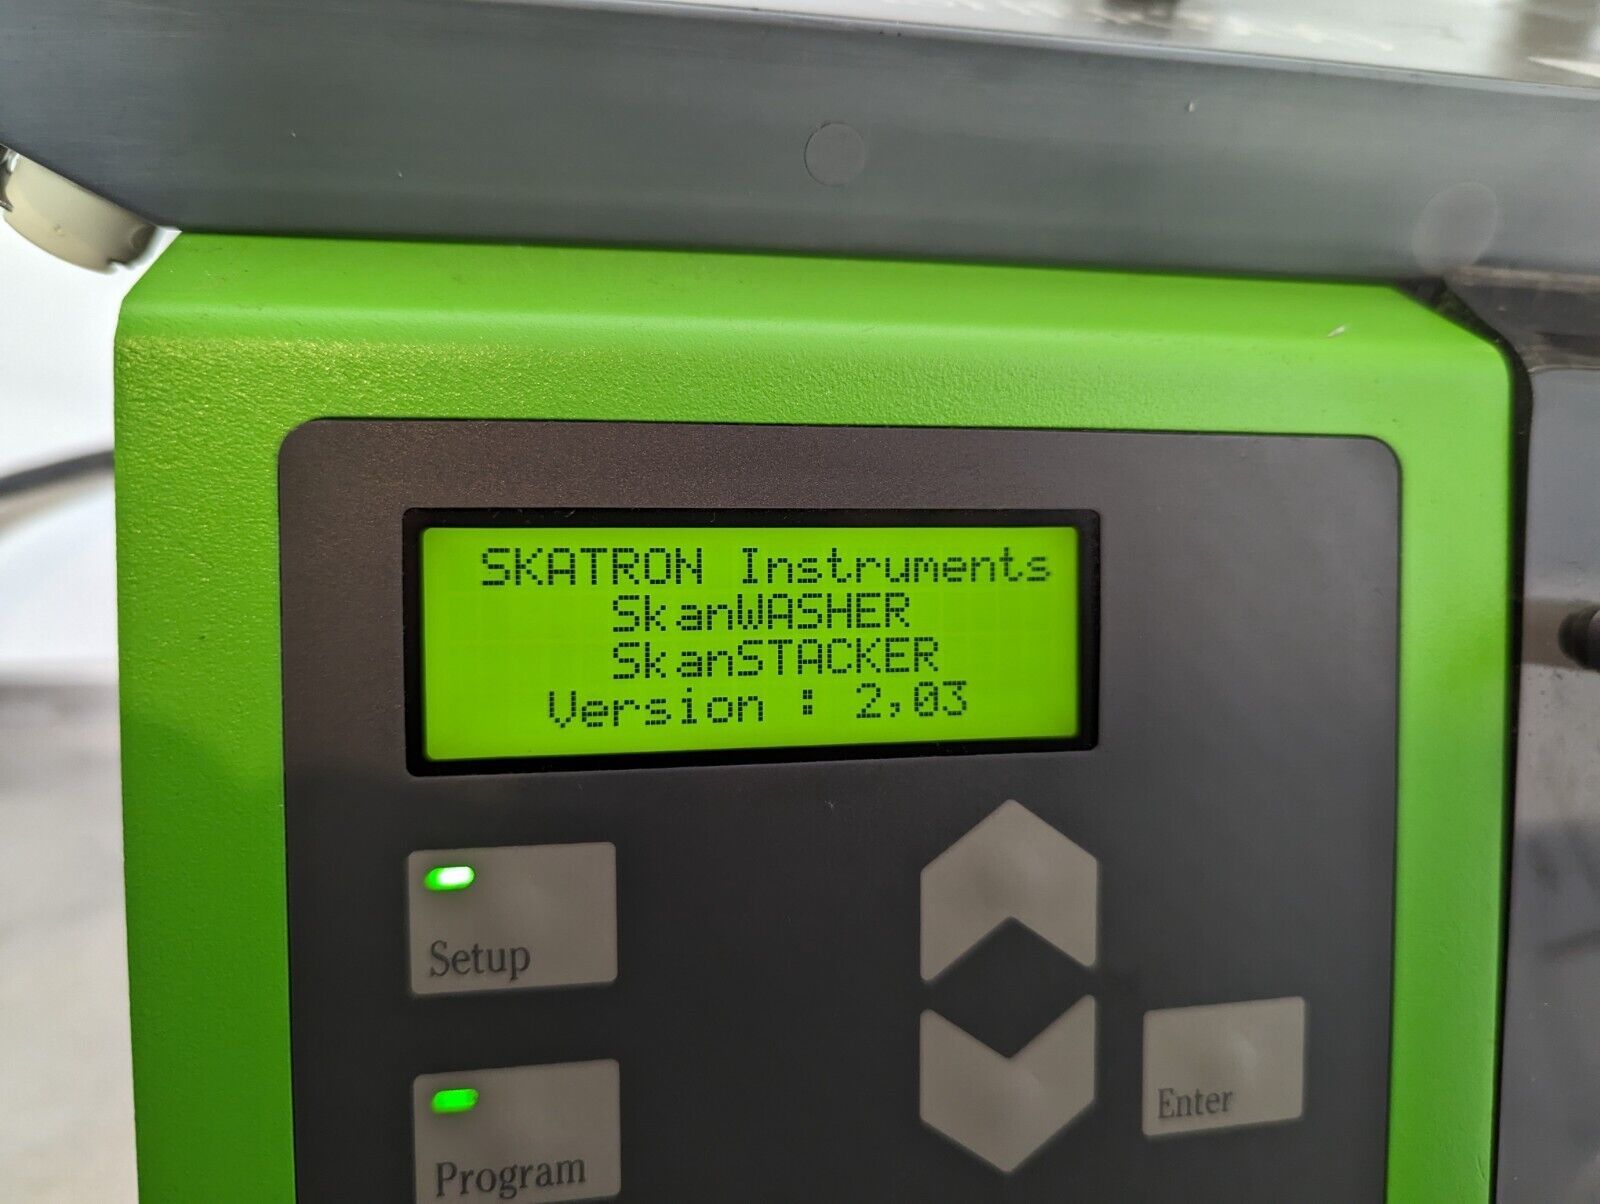 SKATRON Instruments
SkanWASHER
SkanSTACKER
Version : 2,03
Setup
Enter
Program